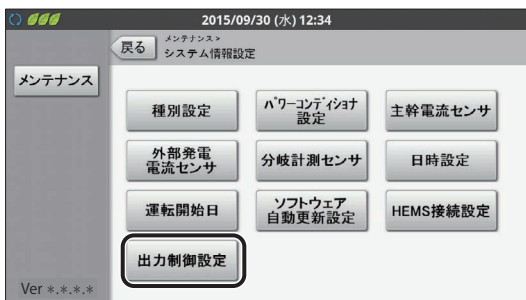 2015/09/30 (水) 12:34
戻る
メンテナンス >
システム情報設定
メンテナンス
種別設定
パワーコンディショナ
設定
主幹電流センサ
外部発電
電流センサ
分岐計測センサ
日時設定
運転開始日
ソフトウェア
自動更新設定
HEMS接続設定
出力制御設定
Ver *.*.*.*